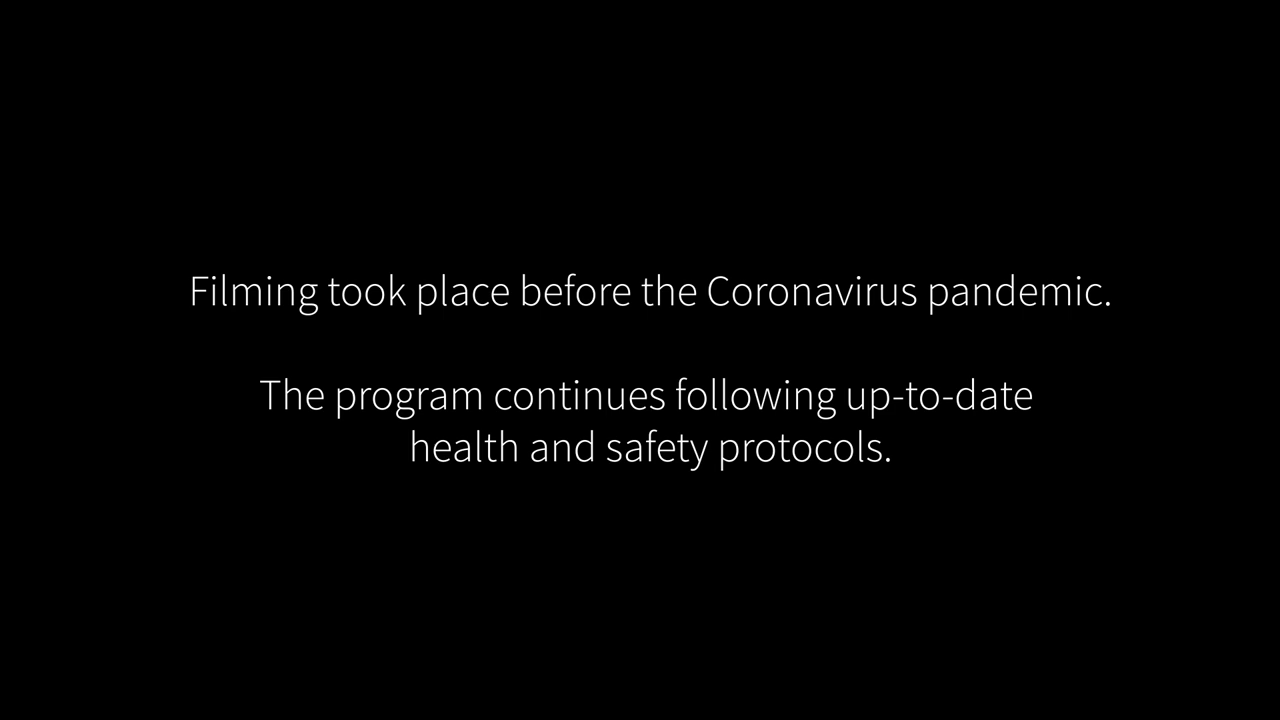 Filming took place before the Coronavirus pandemic.
The program continues following up-to-date
health and safety protocols.